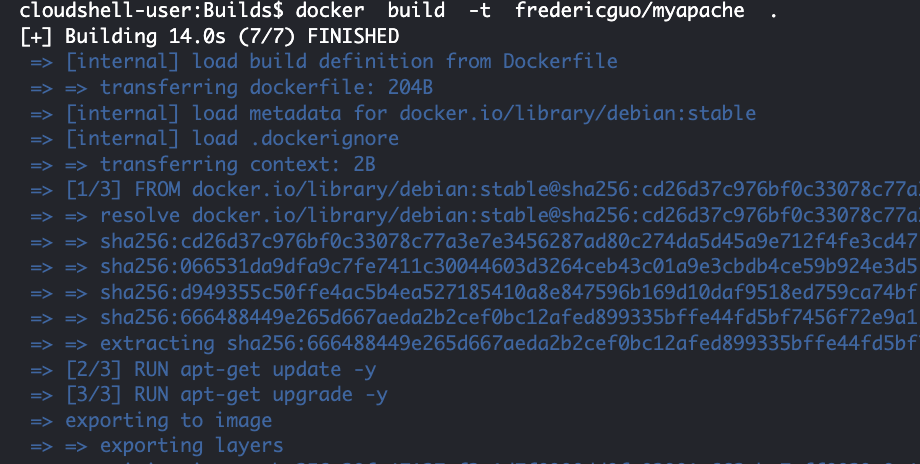 cloudshell-user:Builds$ docker  build  -t  fredericguo/myapache  .
[+] Building 14.0s (7/7) FINISHED
=> [internal] load build definition from Dockerfile
=> => transferring dockerfile: 204B
=> [internal] load metadata for docker.io/library/debian:stable
=> [internal] load .dockerignore
=> => transferring context: 2B
=> [1/3] FROM docker.io/library/debian:stable@sha256:cd26d37c976bf0c33078c77a
=> => resolve docker.io/library/debian:stable@sha256:cd26d37c976bf0c33078c77a
=> => sha256:cd26d37c976bf0c33078c77a3e7e3456287ad80c274da5d45a9e712f4fe3cd47
=> => sha256:066531da9dfa9c7fe7411c30044603d3264ceb43c01a9e3cbdb4ce59b924e3d5
=> => sha256:d949355c50ffe4ac5b4ea527185410a8e847596b169d10daf9518ed759ca74bf
=> => sha256:666488449e265d667aeda2b2cef0bc12afed899335bffe44fd5bf7456f72e9a1
=> => extracting sha256:666488449e265d667aeda2b2cef0bc12afed899335bffe44fd5bf
=> [2/3] RUN apt-get update -y
=> [3/3] RUN apt-get upgrade -y
=> exporting to image
=> => exporting layers